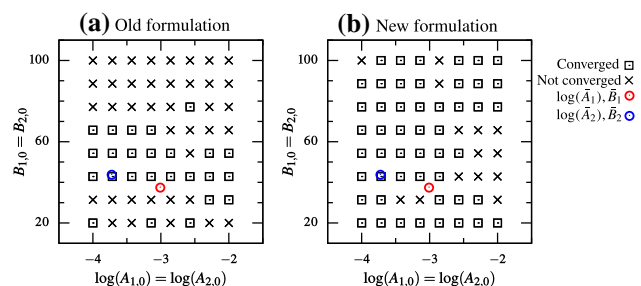 (a) Old formulation
(b) New formulation
100
60
20
B₁,₀ = B₂,₀
−4 −3 −2
log(A₁,₀) = log(A₂,₀)
100
60
20
B₁,₀ = B₂,₀
−4 −3 −2
log(A₁,₀) = log(A₂,₀)
Converged
Not converged
log(Ā₁), B̄₁
log(Ā₂), B̄₂